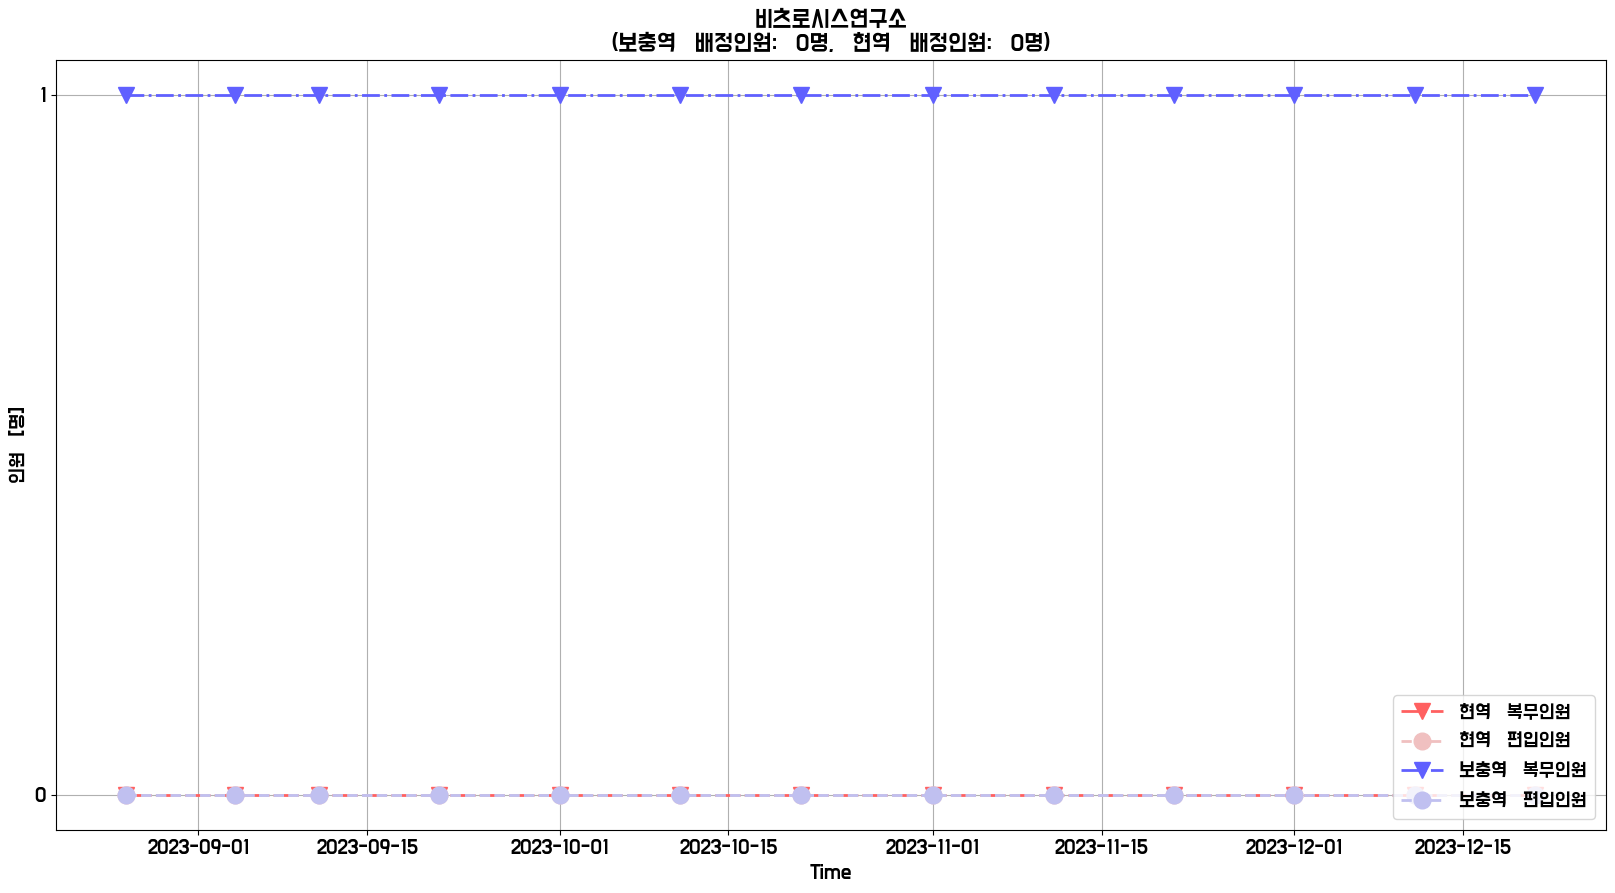 비츠로시스연구소
(보충역 배정인원: 0명, 현역 배정인원: 0명)
인원 [명]
1
0
현역 복무인원
현역 편입인원
보충역 복무인원
보충역 편입인원
2023-09-01 2023-09-15 2023-10-01 2023-10-15 2023-11-01 2023-11-15 2023-12-01 2023-12-15
Time